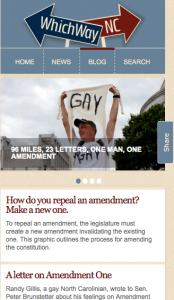 WhichWay NC
HOME NEWS BLOG SEARCH
GAY
GAY
96 MILES, 23 LETTERS, ONE MAN, ONE
AMENDMENT
Share
How do you repeal an amendment?
Make a new one.
To repeal an amendment, the legislature must
create a new amendment invalidating the existing
one. This graphic outlines the process for amending
the constitution.
A letter on Amendment One
Randy Gillis, a gay North Carolinian, wrote to Sen.
Peter Brunstetter about his feelings on Amendment